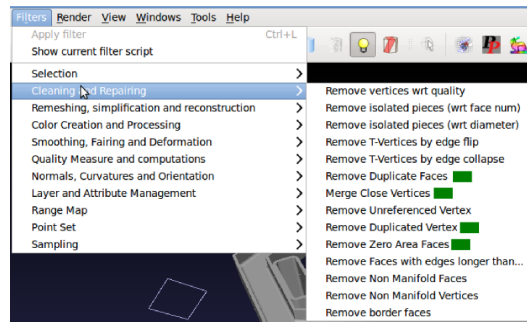 Filters Render View Windows Tools Help
Apply filter Ctrl+L
Show current filter script
Selection
Cleaning and Repairing
Remeshing, simplification and reconstruction
Color Creation and Processing
Smoothing, Fairing and Deformation
Quality Measure and computations
Normals, Curvatures and Orientation
Layer and Attribute Management
Range Map
Point Set
Sampling
Remove vertices wrt quality
Remove isolated pieces (wrt face num)
Remove isolated pieces (wrt diameter)
Remove T-Vertices by edge flip
Remove T-Vertices by edge collapse
Remove Duplicate Faces
Merge Close Vertices
Remove Unreferenced Vertex
Remove Duplicated Vertex
Remove Zero Area Faces
Remove Faces with edges longer than...
Remove Non Manifold Faces
Remove Non Manifold Vertices
Remove border faces